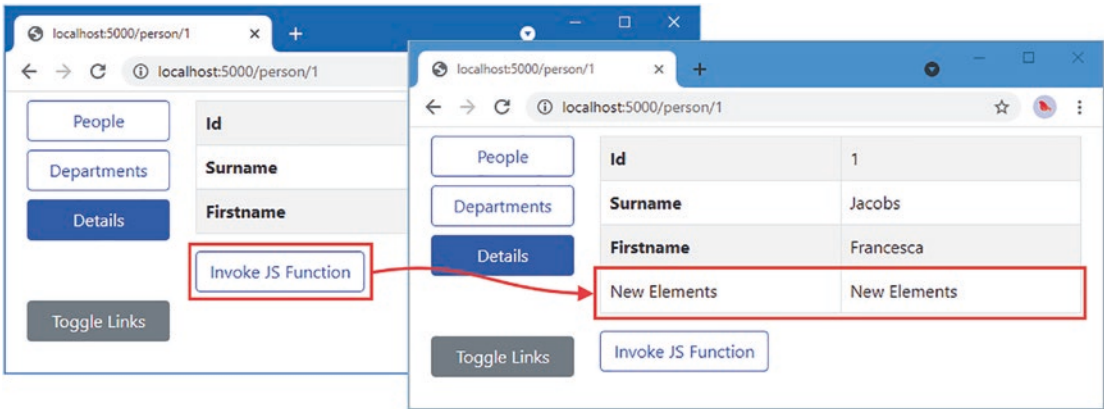 localhost:5000/person/1
localhost:5000/person/1
People
Departments
Details
Toggle Links
Id
Surname
Firstname
Invoke JS Function
localhost:5000/person/1
localhost:5000/person/1
People
Departments
Details
Toggle Links
Id 1
Surname Jacobs
Firstname Francesca
New Elements New Elements
Invoke JS Function